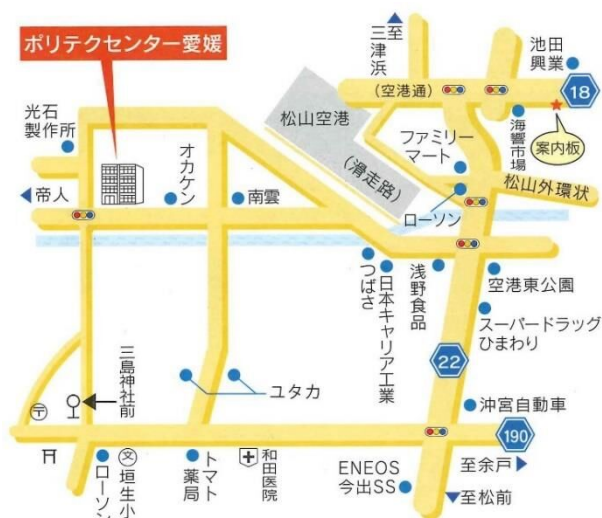 ポリテクセンター愛媛
至
三津浜
池田
興業
18
(空港通)
光石
製作所
松山空港
(滑走路)
ファミリー
マート
海響市場
案内板
オカケン
帝人
南雲
ローソン
松山外環状
つばさ
日本キャリア工業
浅野食品
空港東公園
スーパードラッグ
ひまわり
22
三島神社前
ユタカ
沖宮自動車
190
〒
文
垣生小
ローソン
トマト
薬局
和田医院
ENEOS
今出SS
至余戸
至松前